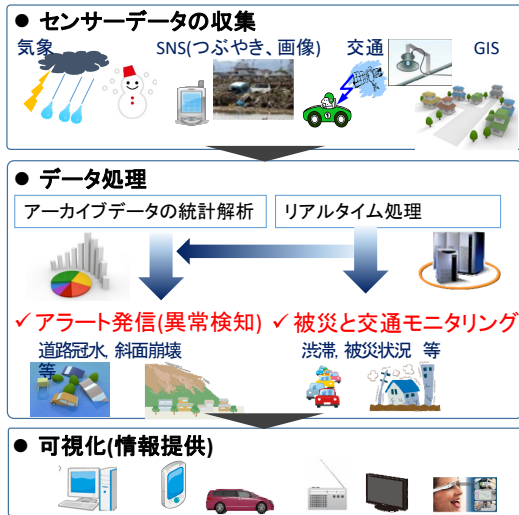 ● センサーデータの収集
気象 SNS(つぶやき、画像) 交通 GIS
● データ処理
アーカイブデータの統計解析 リアルタイム処理
✓アラート発信(異常検知) ✓被災と交通モニタリング
道路冠水, 斜面崩壊 渋滞, 被災状況 等
等
● 可視化(情報提供)